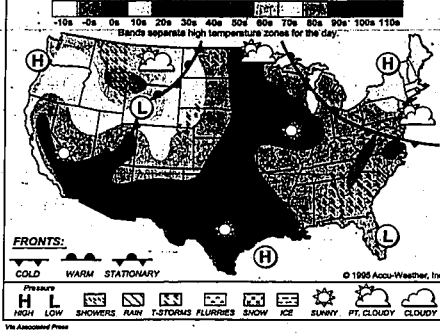 -10s -0s 0s 10s 20s 30s 40s 50s 60s 70s 80s 90s 100s 110s
Bands separate high temperature zones for the day.
H
H
L
L
H
FRONTS:
COLD WARM STATIONARY
© 1995 Accu-Weather, Inc
Pressure
H L
HIGH LOW SHOWERS RAIN T-STORMS FLURRIES SNOW ICE SUNNY PT. CLOUDY CLOUDY
Via Associated Press